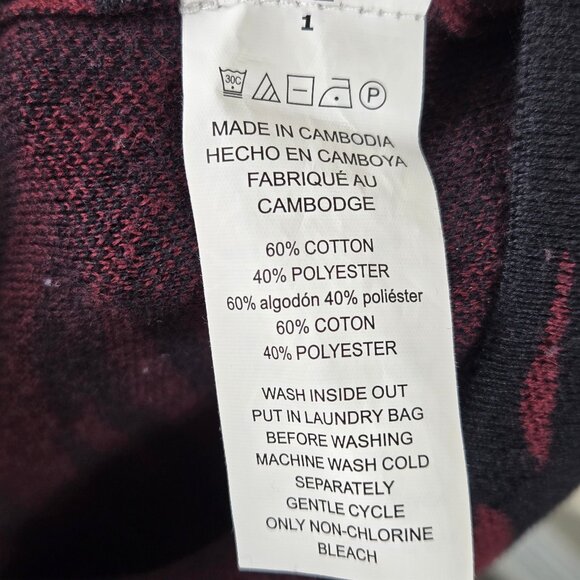 1
30C
P
MADE IN CAMBODIA
HECHO EN CAMBOYA
FABRIQUÉ AU
CAMBODGE
60% COTTON
40% POLYESTER
60% algodón 40% poliéster
60% COTON
40% POLYESTER
WASH INSIDE OUT
PUT IN LAUNDRY BAG
BEFORE WASHING
MACHINE WASH COLD
SEPARATELY
GENTLE CYCLE
ONLY NON-CHLORINE
BLEACH